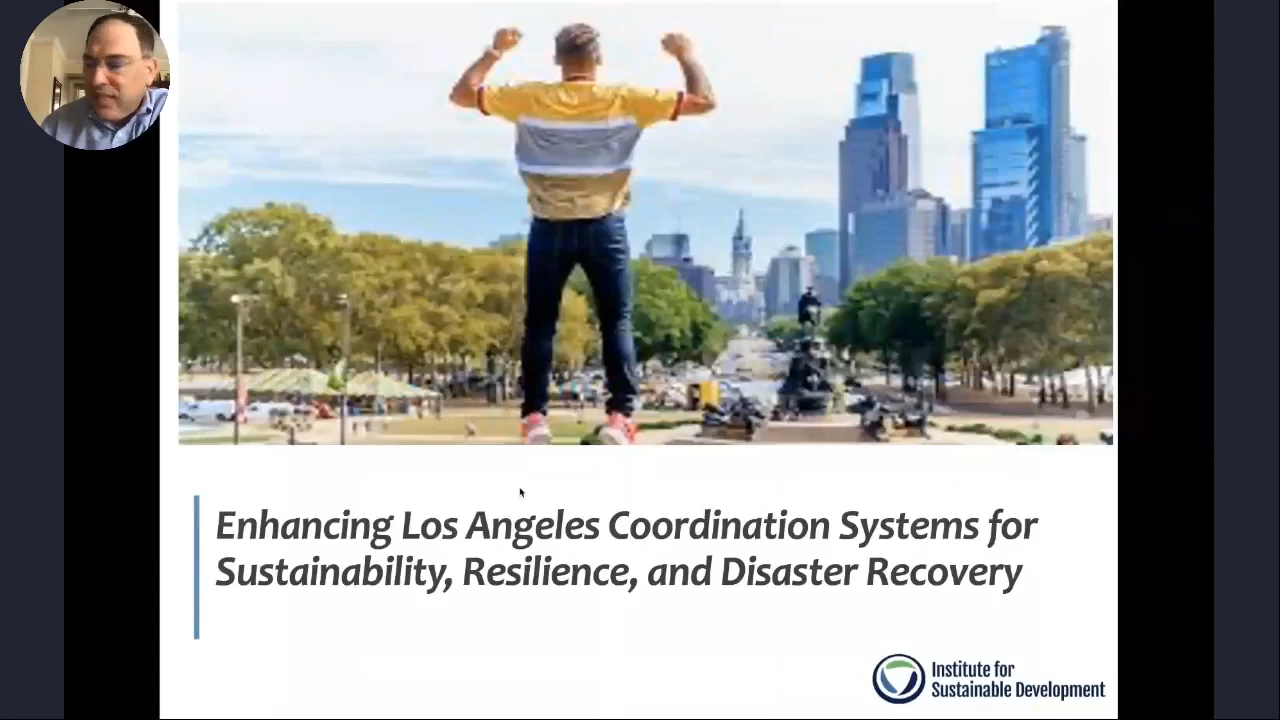 Enhancing Los Angeles Coordination Systems for
Sustainability, Resilience, and Disaster Recovery
Institute for
Sustainable Development